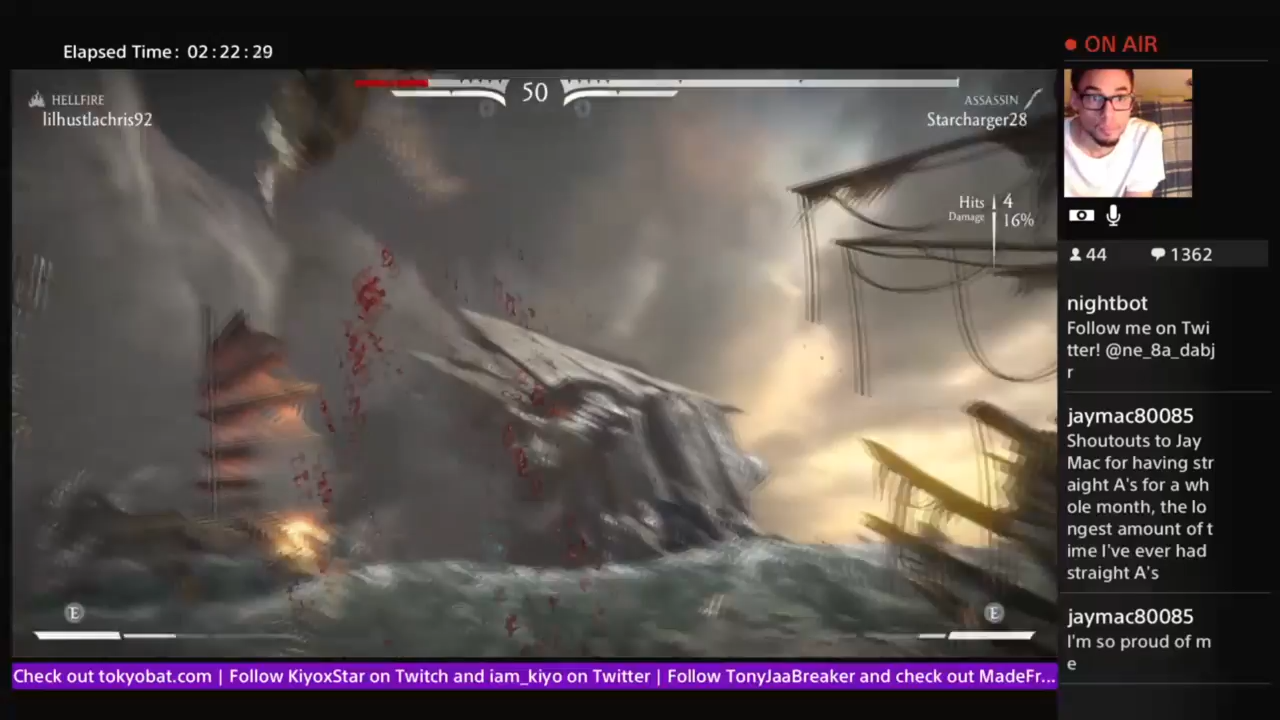 Elapsed Time: 02:22:29
ON AIR
HELLFIRE
lilhustlachris92
50
ASSASSIN
Starcharger28
Hits 4
Damage 16%
44 1362
nightbot
Follow me on Twi
tter! @ne_8a_dabj
r
jaymac80085
Shoutouts to Jay
Mac for having str
aight A's for a wh
ole month, the lo
ngest amount of t
ime I've ever had
straight A's
jaymac80085
I'm so proud of m
e
E
E
Check out tokyobat.com | Follow KiyoxStar on Twitch and iam_kiyo on Twitter | Follow TonyJaaBreaker and check out MadeFr...